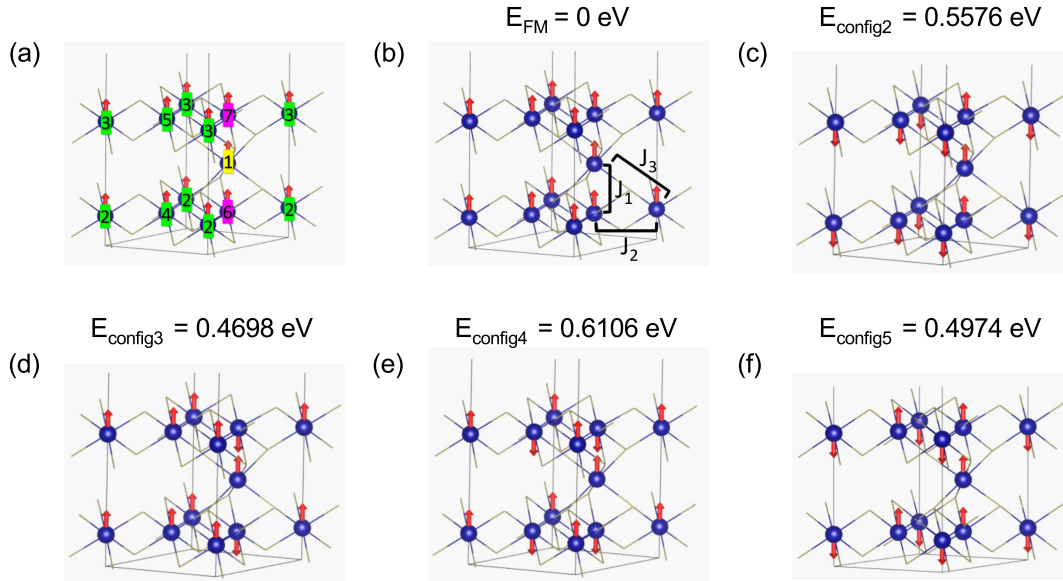 E_FM = 0 eV
E_config2 = 0.5576 eV
(a)
(b)
(c)
3
3
5
3
7
3
1
2
2
4
2
6
2
J_3
J_1
J_2
E_config3 = 0.4698 eV
E_config4 = 0.6106 eV
E_config5 = 0.4974 eV
(d)
(e)
(f)